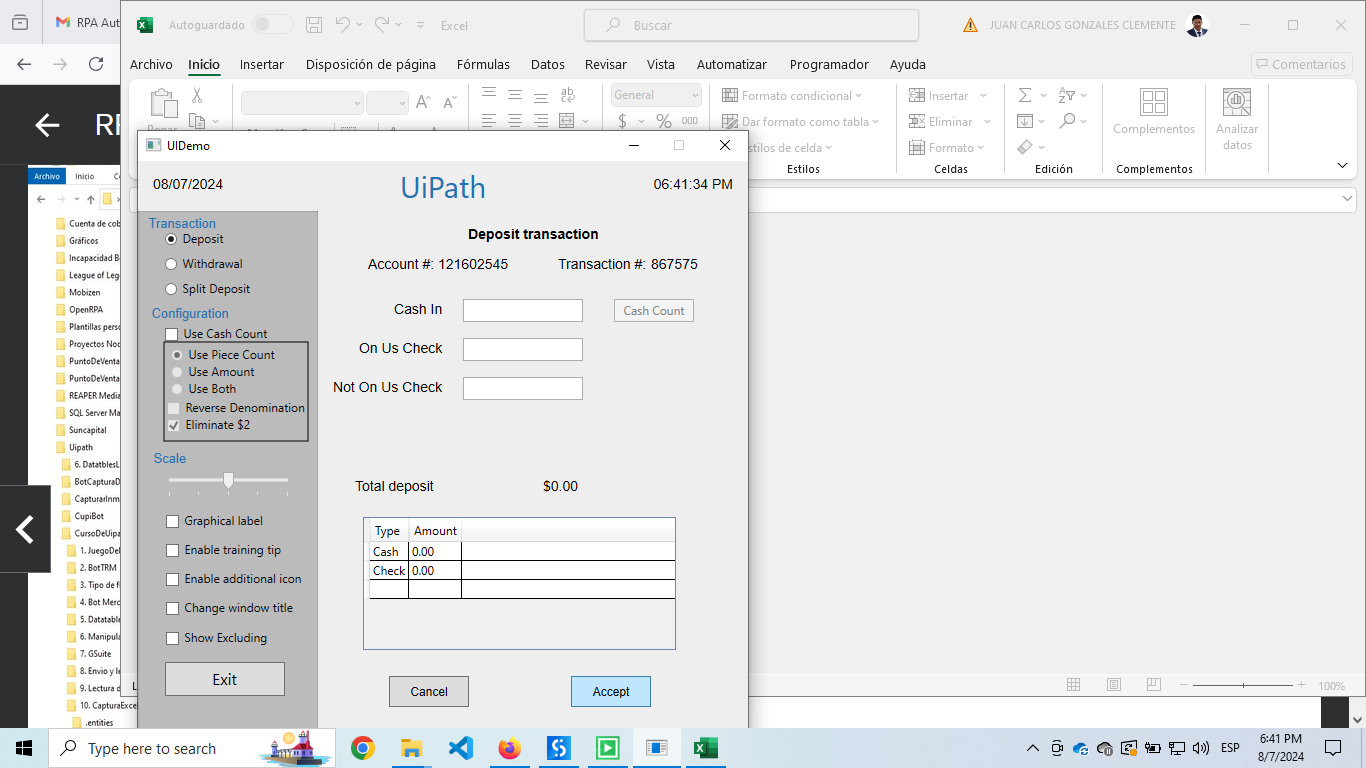 RPA Aut
Autoguardado
Excel
Buscar
JUAN CARLOS GONZALES CLEMENTE
Archivo Inicio Insertar Disposición de página Fórmulas Datos Revisar Vista Automatizar Programador Ayuda
Comentarios
General
$ % 000
Formato condicional
Dar formato como tabla
stilos de celda
Estilos
Insertar
Eliminar
Formato
Celdas
Edición
Complementos
Complementos
Analizar
datos
Archivo Inicio
Cuenta de cob
Gráficos
Incapacidad B
League of Leg
Mobizen
OpenRPA
Plantillas perso
Proyectos Noc
PuntoDeVenta
PuntoDeVenta
REAPER Media
SQL Server Ma
Suncapital
Uipath
6. DatatblesL
BotCapturaD
CapturarInm
CupiBot
CursoDeUipa
1. JuegoDel
2. BotTRM
3. Tipo de f
4. Bot Merc
5. Datatable
6. Manipula
7. GSuite
8. Envio y le
9. Lectura d
10. CapturaExce
.entities
UIDemo
08/07/2024
UiPath
06:41:34 PM
Transaction
Deposit
Withdrawal
Split Deposit
Configuration
Use Cash Count
Use Piece Count
Use Amount
Use Both
Reverse Denomination
Eliminate $2
Scale
Graphical label
Enable training tip
Enable additional icon
Change window title
Show Excluding
Exit
Deposit transaction
Account #: 121602545 Transaction #: 867575
Cash In
Cash Count
On Us Check
Not On Us Check
Total deposit $0.00
Type Amount
Cash 0.00
Check 0.00
Cancel Accept
100%
Type here to search
ESP
6:41 PM
8/7/2024